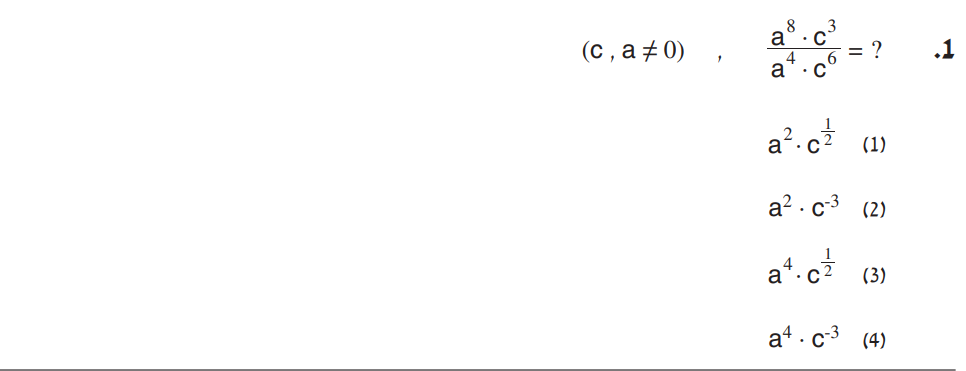 .1 $\frac{a^8 \cdot c^3}{a^4 \cdot c^6} = ?$ , (c , a ≠ 0)
(1) $a^2 \cdot c^{\frac{1}{2}}$
(2) $a^2 \cdot c^{-3}$
(3) $a^4 \cdot c^{\frac{1}{2}}$
(4) $a^4 \cdot c^{-3}$